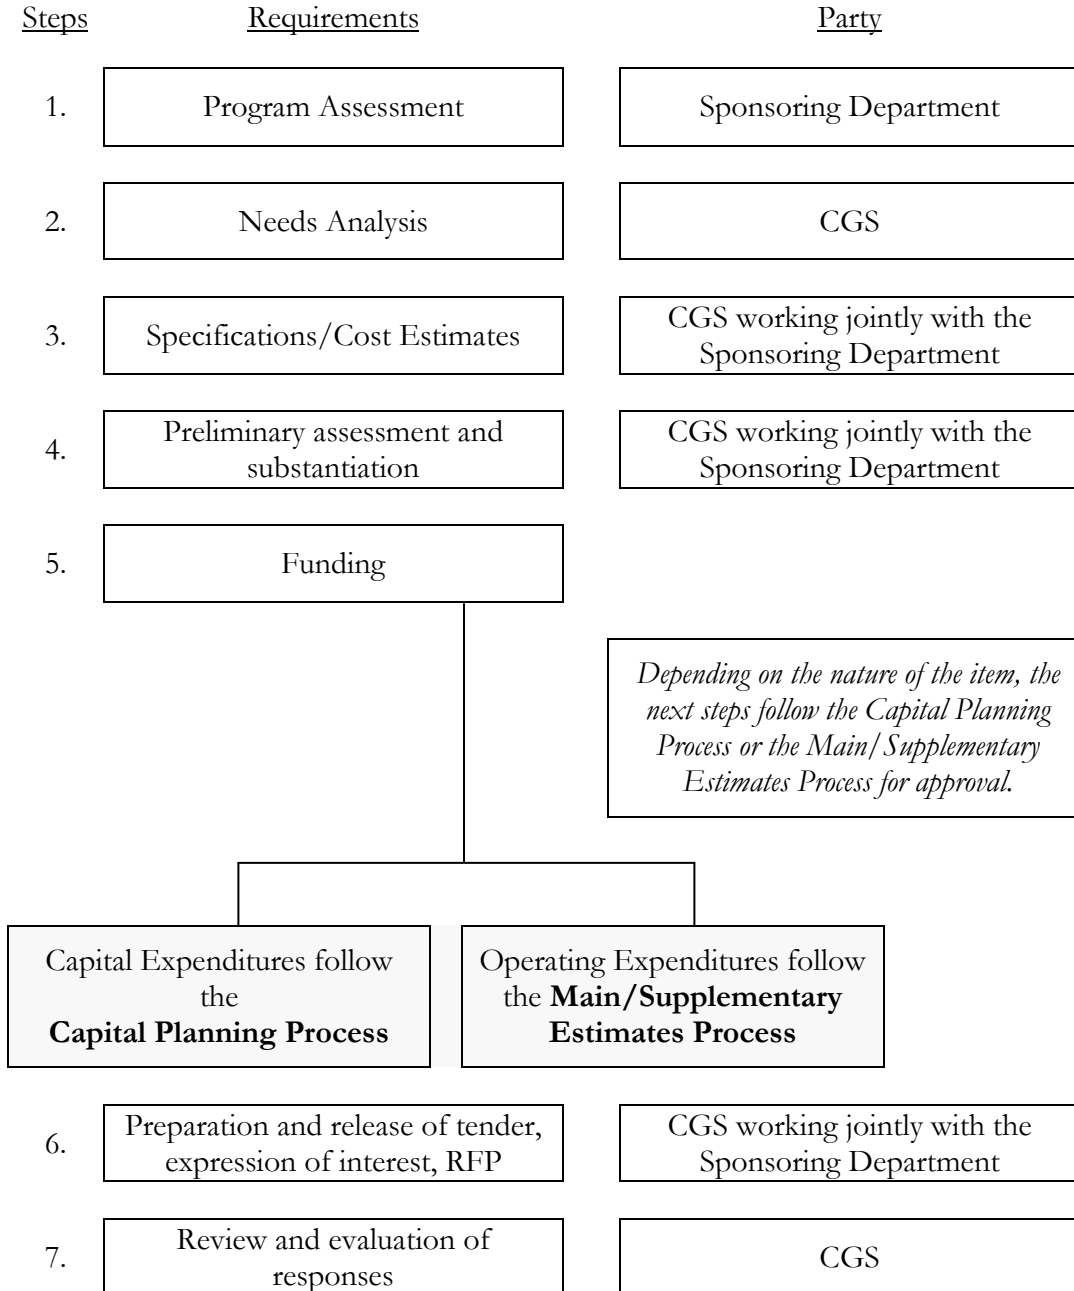 Steps Requirements Party
1. Program Assessment Sponsoring Department
2. Needs Analysis CGS
3. Specifications/Cost Estimates CGS working jointly with the
Sponsoring Department
4. Preliminary assessment and
substantiation
CGS working jointly with the
Sponsoring Department
5. Funding
Depending on the nature of the item, the
next steps follow the Capital Planning
Process or the Main/Supplementary
Estimates Process for approval.
Capital Expenditures follow
the
Capital Planning Process
Operating Expenditures follow
the Main/Supplementary
Estimates Process
6. Preparation and release of tender,
expression of interest, RFP
CGS working jointly with the
Sponsoring Department
7. Review and evaluation of
responses
CGS